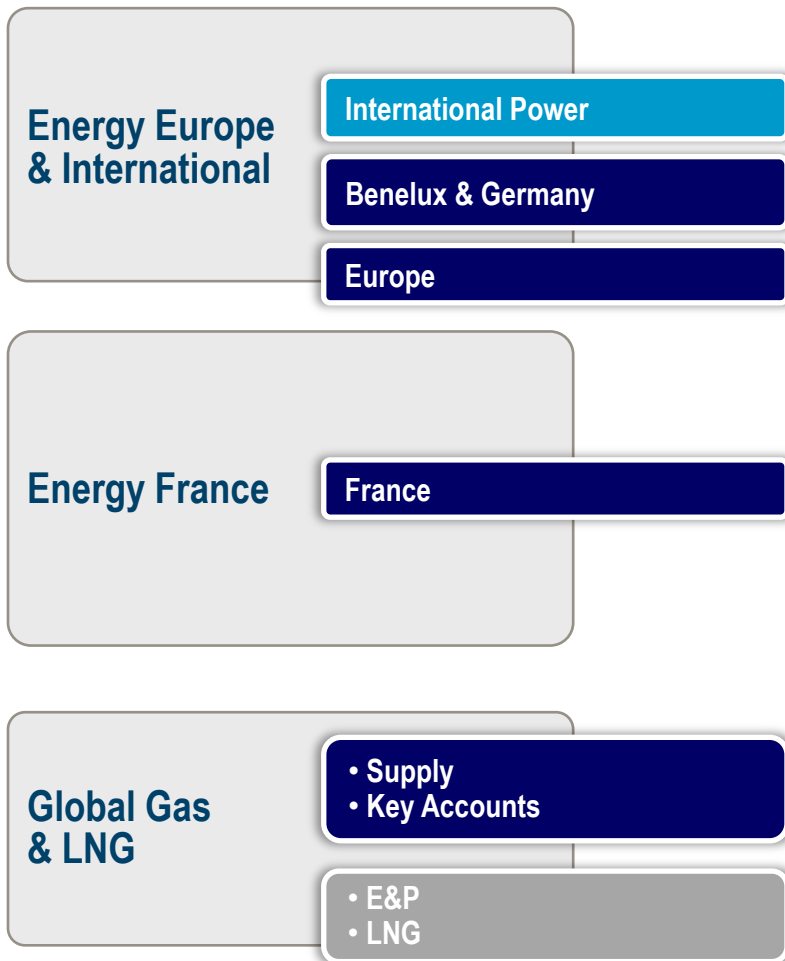 Energy Europe
& International
International Power
Benelux & Germany
Europe
Energy France
France
Global Gas
& LNG
• Supply
• Key Accounts
• E&P
• LNG